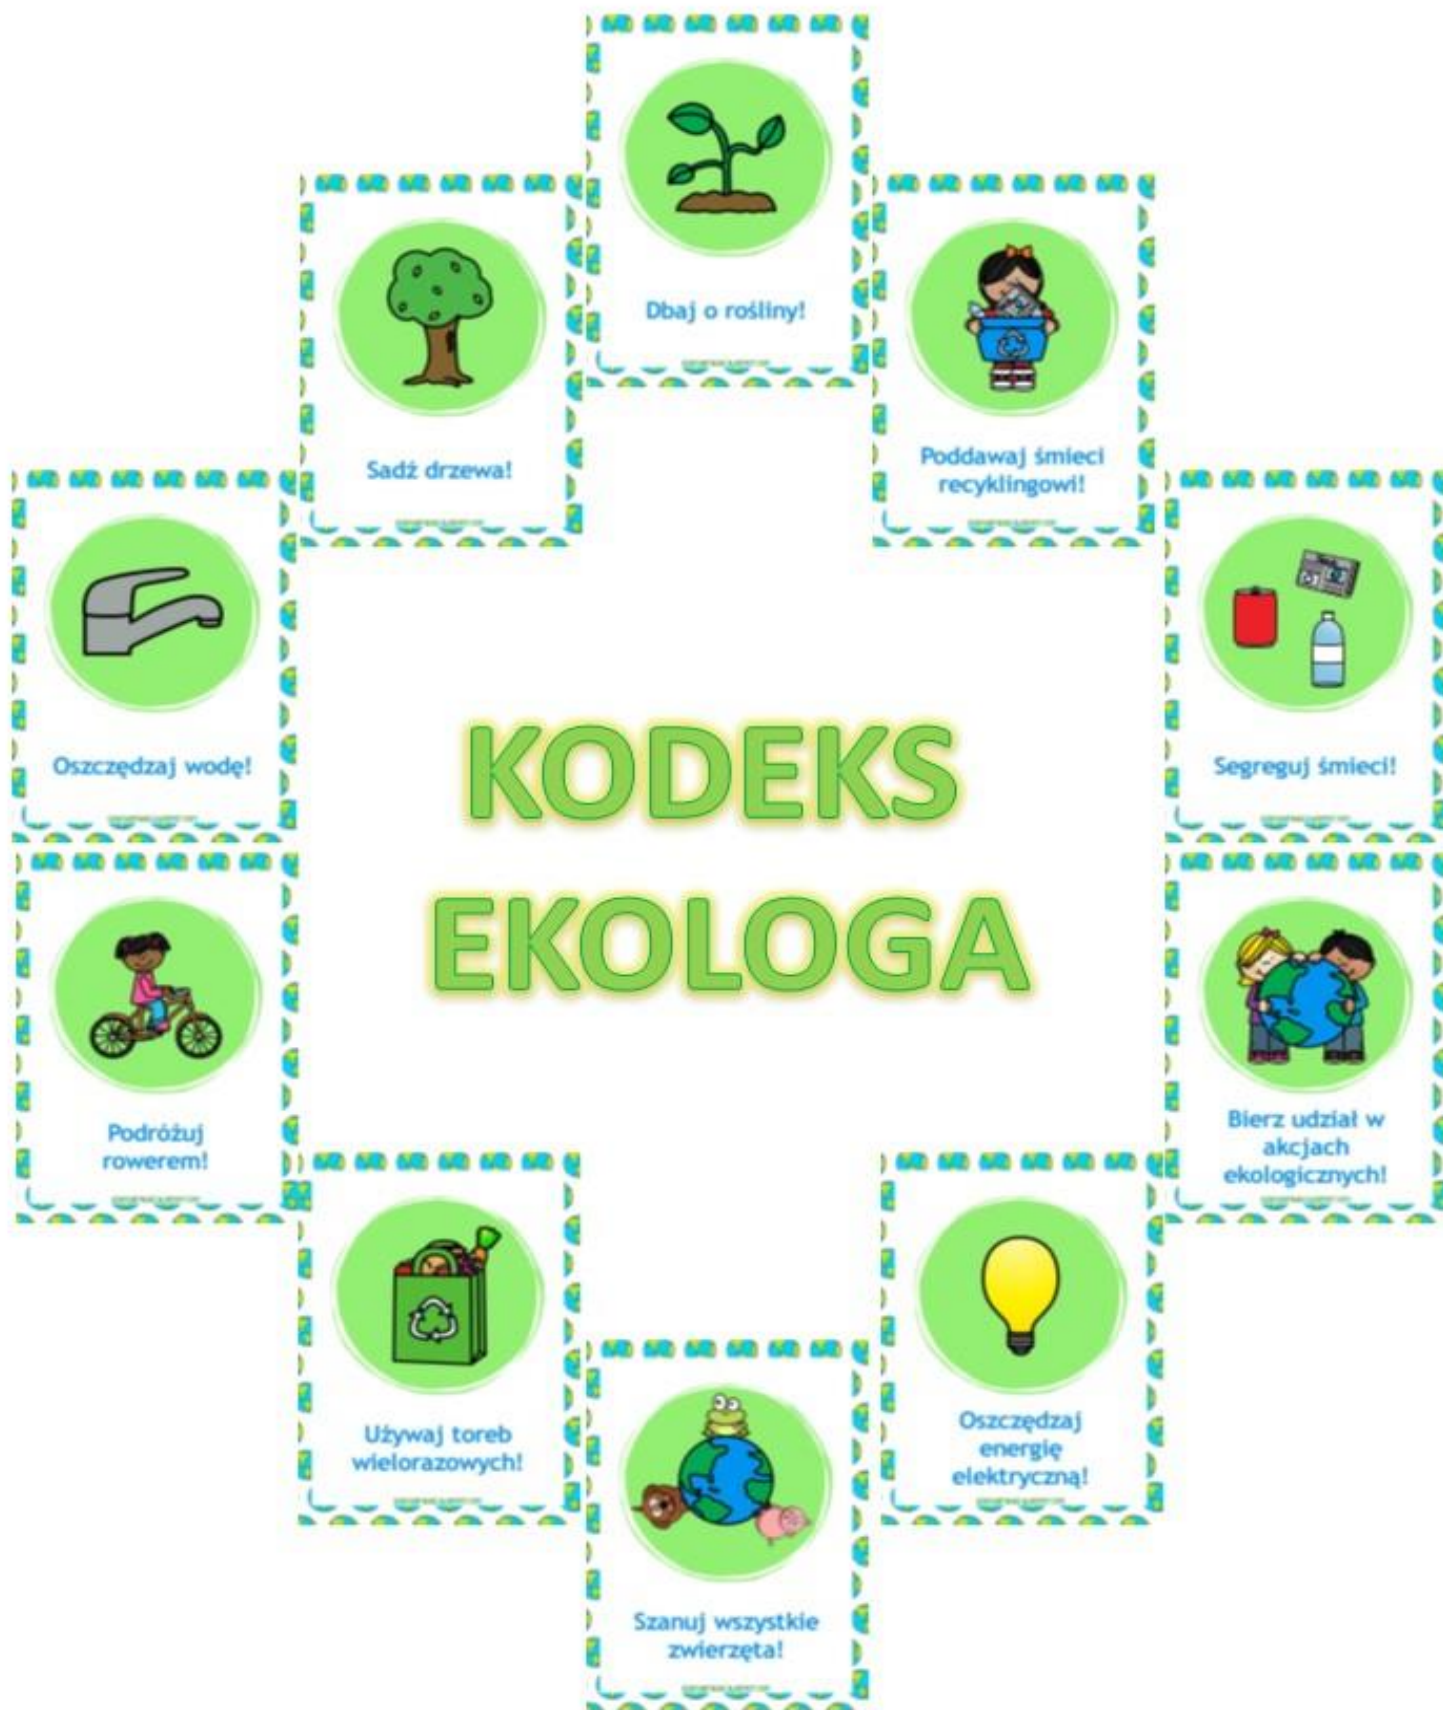 Dbaj o rośliny!
Sadź drzewa!
Poddawaj śmieci
recyklingowi!
Oszczędzaj wodę!
Segreguj śmieci!
KODEKS
EKOLOGA
Podróżuj
rowerem!
Bierz udział w
akcjach
ekologicznych!
Używaj toreb
wielorazowych!
Oszczędzaj
energię
elektryczną!
Szanuj wszystkie
zwierzęta!